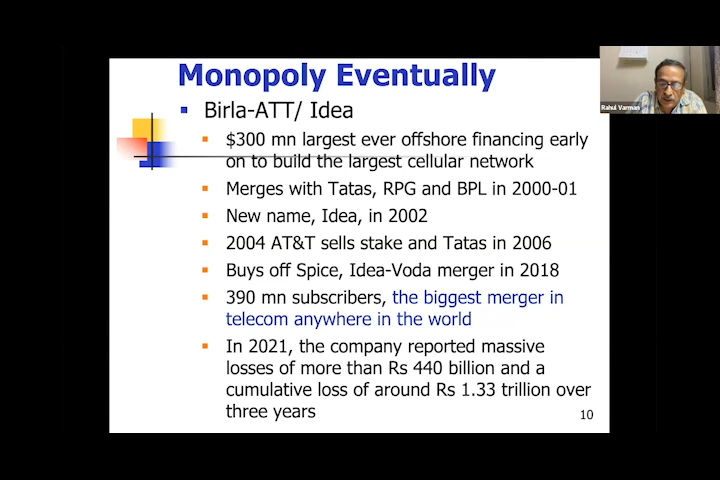 Monopoly Eventually
Birla-ATT/ Idea
$300 mn largest ever offshore financing early
on to build the largest cellular network
Merges with Tatas, RPG and BPL in 2000-01
New name, Idea, in 2002
2004 AT&T sells stake and Tatas in 2006
Buys off Spice, Idea-Voda merger in 2018
390 mn subscribers, the biggest merger in
telecom anywhere in the world
In 2021, the company reported massive
losses of more than Rs 440 billion and a
cumulative loss of around Rs 1.33 trillion over
three years
10
Rahul Varman